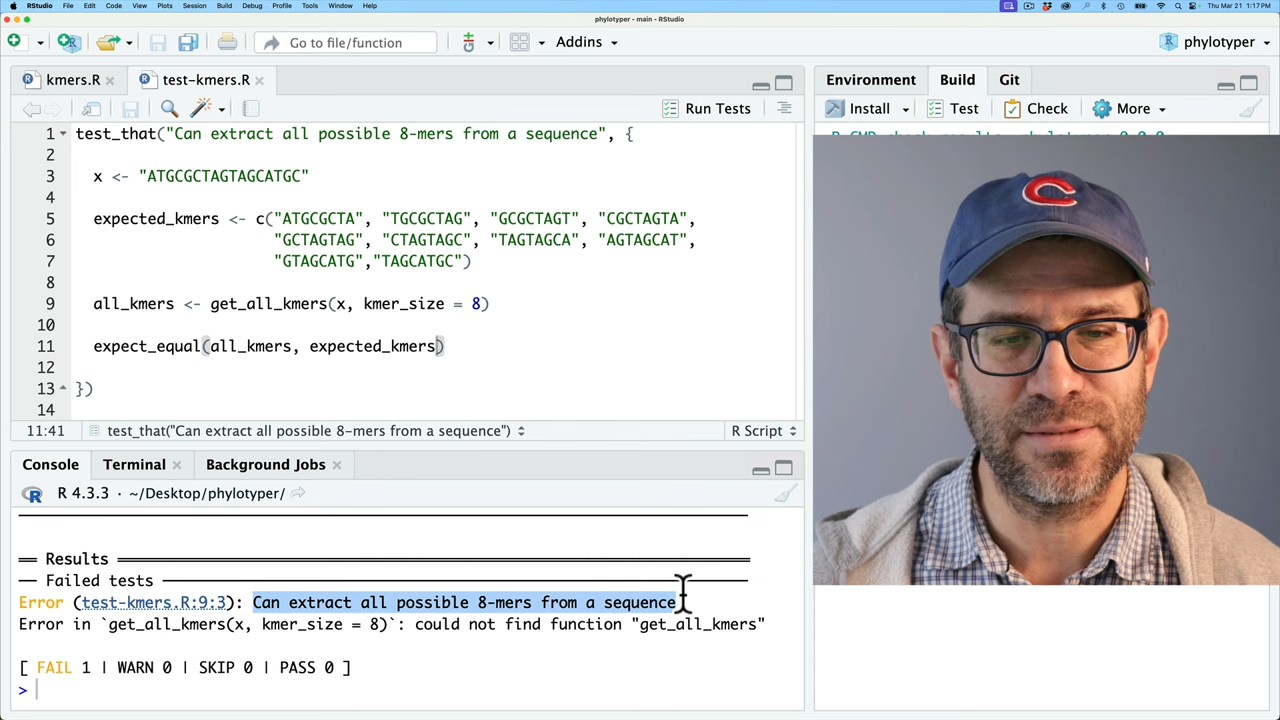 RStudio File Edit Code View Plots Session Build Debug Profile Tools Window Help Thu Mar 21 1:17 PM
phylotyper - main - RStudio
Go to file/function Addins phylotyper
kmers.R test-kmers.R
Run Tests
1 test_that("Can extract all possible 8-mers from a sequence", {
2
3 x <- "ATGCGCTAGTAGCATGC"
4
5 expected_kmers <- c("ATGCGCTA", "TGCGCTAG", "GCGCTAGT", "CGCTAGTA",
6 "GCTAGTAG", "CTAGTAGC", "TAGTAGCA", "AGTAGCAT",
7 "GTAGCATG","TAGCATGC")
8
9 all_kmers <- get_all_kmers(x, kmer_size = 8)
10
11 expect_equal(all_kmers, expected_kmers)
12
13 })
14
11:41 test_that("Can extract all possible 8-mers from a sequence") R Script
Console Terminal Background Jobs
R 4.3.3 · ~/Desktop/phylotyper/
Results
Failed tests
Error (test-kmers.R:9:3): Can extract all possible 8-mers from a sequence
Error in `get_all_kmers(x, kmer_size = 8)`: could not find function "get_all_kmers"
[ FAIL 1 | WARN 0 | SKIP 0 | PASS 0 ]
>
Environment Build Git
Install Test Check More
C